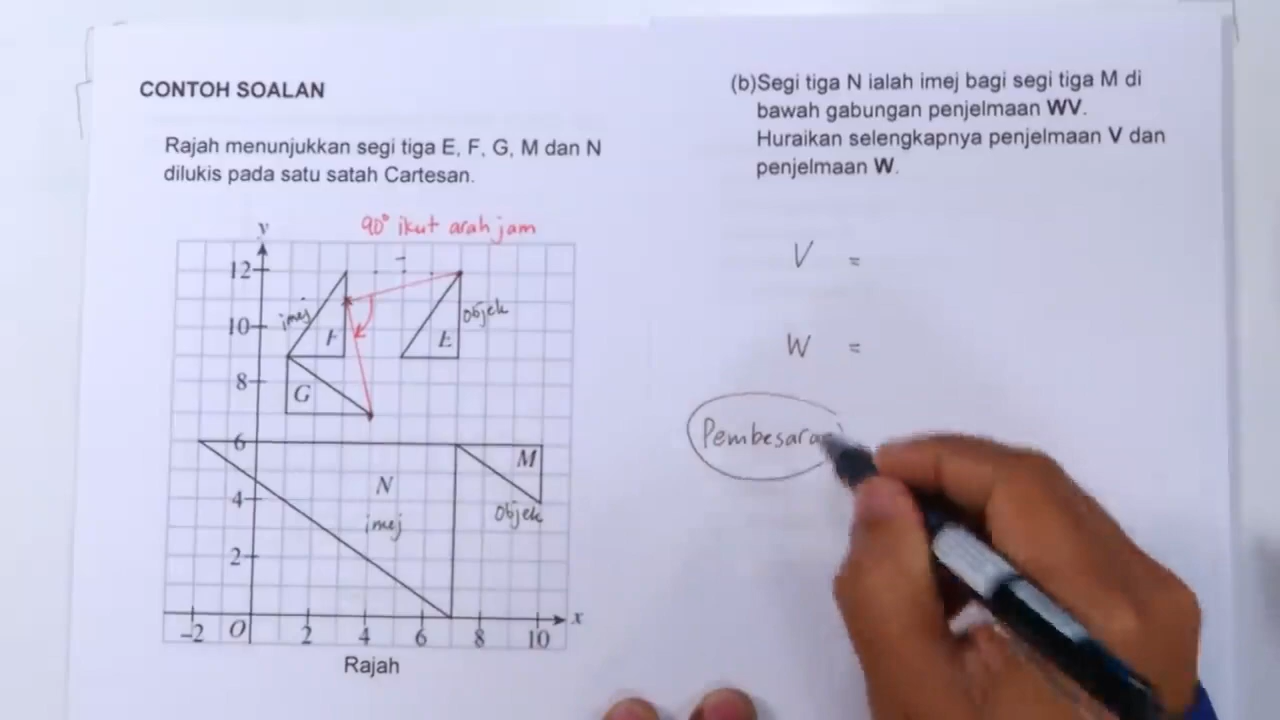 CONTOH SOALAN
Rajah menunjukkan segi tiga E, F, G, M dan N
dilukis pada satu satah Cartesan.
90° ikut arah jam
y
12
10
8
6
4
2
imej
F
E
objek
G
M
N
imej
objek
-2
O
2
4
6
8
10
x
Rajah
(b)Segi tiga N ialah imej bagi segi tiga M di
bawah gabungan penjelmaan WV.
Huraikan selengkapnya penjelmaan V dan
penjelmaan W.
V =
W =
Pembesara